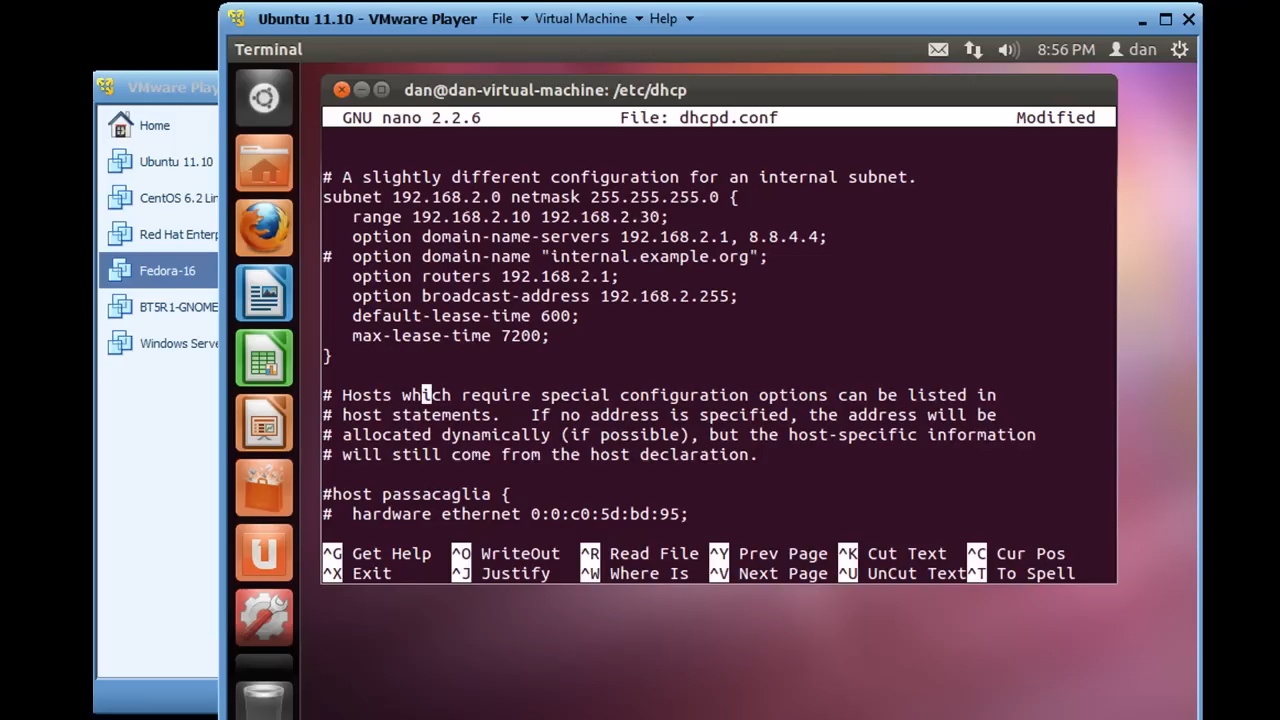 Ubuntu 11.10 - VMware Player File Virtual Machine Help
Terminal 8:56 PM dan
VMware Play
Home
Ubuntu 11.10
CentOS 6.2 Lin
Red Hat Enterp
Fedora-16
BT5R1-GNOME
Windows Serve
dan@dan-virtual-machine: /etc/dhcp
GNU nano 2.2.6 File: dhcpd.conf Modified
# A slightly different configuration for an internal subnet.
subnet 192.168.2.0 netmask 255.255.255.0 {
range 192.168.2.10 192.168.2.30;
option domain-name-servers 192.168.2.1, 8.8.4.4;
# option domain-name "internal.example.org";
option routers 192.168.2.1;
option broadcast-address 192.168.2.255;
default-lease-time 600;
max-lease-time 7200;
}
# Hosts which require special configuration options can be listed in
# host statements. If no address is specified, the address will be
# allocated dynamically (if possible), but the host-specific information
# will still come from the host declaration.
#host passacaglia {
# hardware ethernet 0:0:c0:5d:bd:95;
^G Get Help ^O WriteOut ^R Read File ^Y Prev Page ^K Cut Text ^C Cur Pos
^X Exit ^J Justify ^W Where Is ^V Next Page ^U UnCut Text ^T To Spell